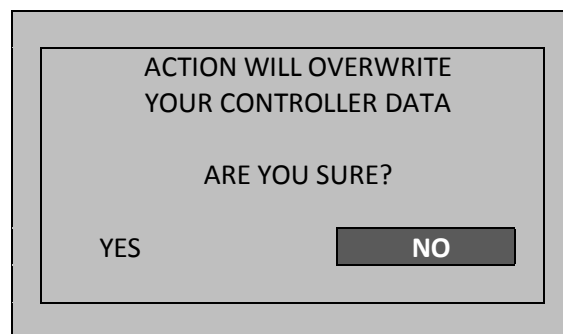 ACTION WILL OVERWRITE
YOUR CONTROLLER DATA
ARE YOU SURE?
YES NO